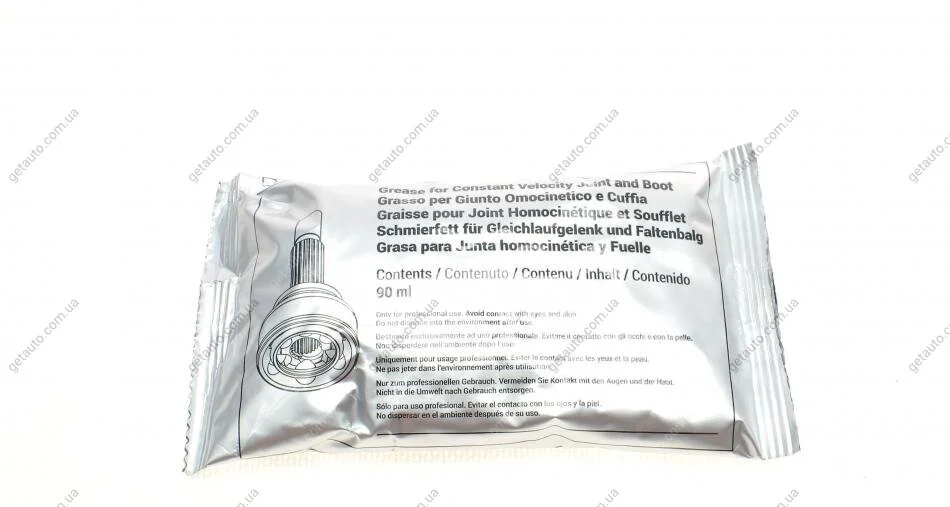 Grease for Constant Velocity Joint and Boot
Grasso per Giunto Omocinetico e Cuffia
Graisse pour Joint Homocinétique et Soufflet
Schmierfett für Gleichlaufgelenk und Faltenbalg
Grasa para Junta homocinética y Fuelle
Contents / Contenuto / Contenu / Inhalt / Contenido
90 ml
Only for professional use. Avoid contact with eyes and skin
Do not disperse into the environment after use.
Destinato esclusivamente ad uso professionale. Evitare il contatto con gli occhi e con la pelle.
Non disperdere nell'ambiente dopo l'uso.
Uniquement pour usage professionnel. Eviter le contact avec les yeux et la peau.
Ne pas jeter dans l'environnement après utilisation.
Nur zum professionellen Gebrauch. Vermeiden Sie Kontakt mit den Augen und der Haut.
Nicht in die Umwelt nach Gebrauch entsorgen.
Sólo para uso profesional. Evitar el contacto con los ojos y la piel.
No dispersar en el ambiente después de su uso.
getauto.com.ua